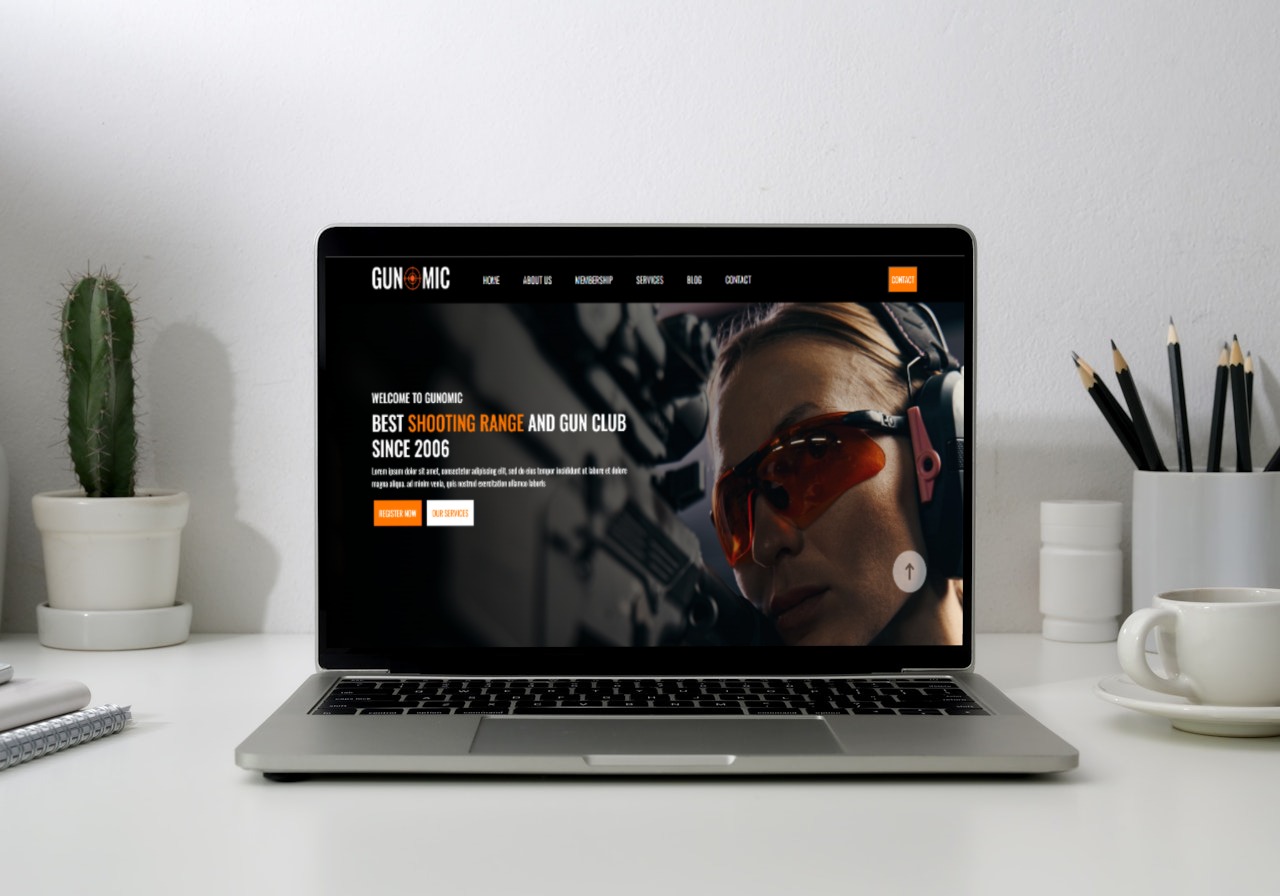 GUNOMIC
HOME ABOUT US MEMBERSHIP SERVICES BLOG CONTACT CONTACT
WELCOME TO GUNOMIC
BEST SHOOTING RANGE AND GUN CLUB
SINCE 2006
Lorem ipsum dolor sit amet, consectetur adipiscing elit, sed do eius tempor incididunt ut labore et dolore
magna aliqua. ad minim venia, quis nostrud exercitation ullamco laboris
REGISTER NOW OUR SERVICES